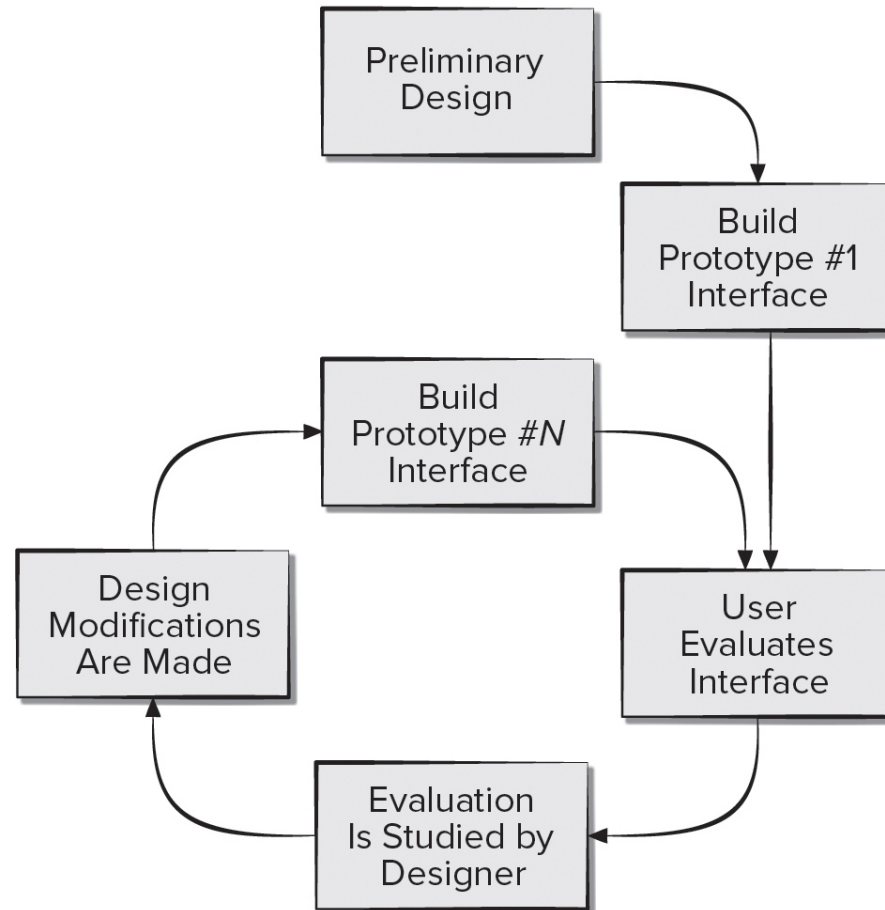 Preliminary
Design
Build
Prototype #1
Interface
Build
Prototype #N
Interface
Design
Modifications
Are Made
User
Evaluates
Interface
Evaluation
Is Studied by
Designer